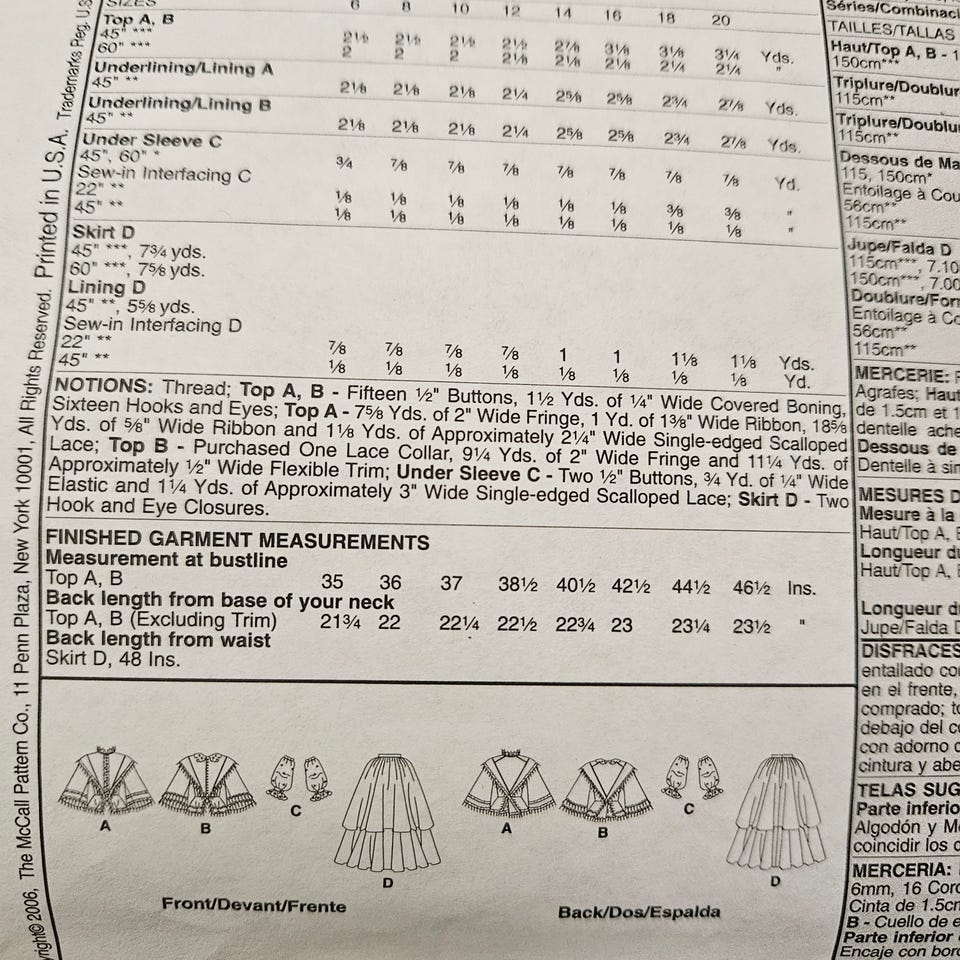 SIZES 6 8 10 12 14 16 18 20
Top A, B
45" *** 2½ 2½ 2½ 2½ 2⅞ 3⅛ 3⅛ 3¼ Yds.
60" *** 2 2 2 2⅛ 2⅛ 2⅛ 2¼ 2¼ "
Underlining/Lining A
45" ** 2⅛ 2⅛ 2⅛ 2¼ 2⅝ 2⅝ 2¾ 2⅞ Yds.
Underlining/Lining B
45" ** 2⅛ 2⅛ 2⅛ 2¼ 2⅝ 2⅝ 2¾ 2⅞ Yds.
Under Sleeve C
45", 60" * ¾ ⅞ ⅞ ⅞ ⅞ ⅞ ⅞ ⅞ Yd.
Sew-in Interfacing C
22" ** ⅛ ⅛ ⅛ ⅛ ⅛ ⅛ ⅜ ⅜ "
45" ** ⅛ ⅛ ⅛ ⅛ ⅛ ⅛ ⅛ ⅛ "
Skirt D
45" ***, 7¾ yds.
60" ***, 7⅝ yds.
Lining D
45" **, 5⅝ yds.
Sew-in Interfacing D
22" ** ⅞ ⅞ ⅞ ⅞ 1 1 1⅛ 1⅛ Yds.
45" ** ⅛ ⅛ ⅛ ⅛ ⅛ ⅛ ⅛ ⅛ Yd.
NOTIONS: Thread; Top A, B - Fifteen ½" Buttons, 1½ Yds. of ¼" Wide Covered Boning,
Sixteen Hooks and Eyes; Top A - 7⅝ Yds. of 2" Wide Fringe, 1 Yd. of 1⅜" Wide Ribbon, 18⅝
Yds. of ⅝" Wide Ribbon and 1⅛ Yds. of Approximately 2¼" Wide Single-edged Scalloped
Lace; Top B - Purchased One Lace Collar, 9¼ Yds. of 2" Wide Fringe and 11¼ Yds. of
Approximately ½" Wide Flexible Trim; Under Sleeve C - Two ½" Buttons, ¾ Yd. of ¼" Wide
Elastic and 1¼ Yds. of Approximately 3" Wide Single-edged Scalloped Lace; Skirt D - Two
Hook and Eye Closures.
FINISHED GARMENT MEASUREMENTS
Measurement at bustline
Top A, B 35 36 37 38½ 40½ 42½ 44½ 46½ Ins.
Back length from base of your neck
Top A, B (Excluding Trim) 21¾ 22 22¼ 22½ 22¾ 23 23¼ 23½ "
Back length from waist
Skirt D, 48 Ins.
A B C D A B C D
Front/Devant/Frente
Back/Dos/Espalda
©2006, The McCall Pattern Co., 11 Penn Plaza, New York 10001, All Rights Reserved. Printed in U.S.A. Trademarks Reg. U.S.
Séries/Combinaci
TAILLES/TALLAS
Haut/Top A, B - 1
150cm***
Triplure/Doublur
115cm**
Triplure/Doublu
115cm**
Dessous de Ma
115, 150cm*
Entoilage à Cou
56cm**
115cm**
Jupe/Falda D
115cm***, 7.10
150cm***, 7.00
Doublure/Forr
Entoilage à Co
56cm**
115cm**
MERCERIE: F
Agrafes; Haut
de 1.5cm et 1
dentelle ache
Dessous de
Dentelle à sin
MESURES D
Mesure à la
Haut/Top A, B
Longueur du
Haut/Top A,
Longueur du
Jupe/Falda D
DISFRACES
entallado co
en el frente,
comprado; to
debajo del c
con adorno d
cintura y abe
TELAS SUG
Parte inferio
Algodón y M
coincidir los c
MERCERIA:
6mm, 16 Corc
Cinta de 1.5cm
B - Cuello de e
Parte inferior
Encaje con bord